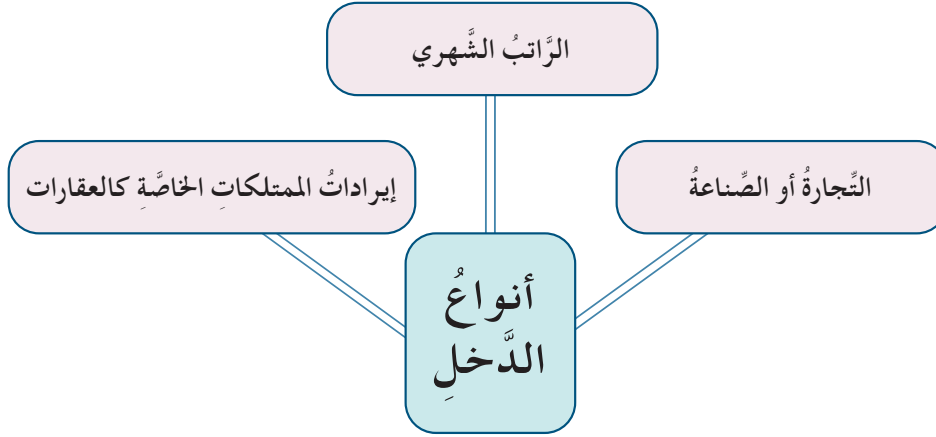 الرَّاتبُ الشَّهري
التِّجارةُ أو الصِّناعةُ
إيراداتُ الممتلكاتِ الخاصَّةِ كالعقارات
أنواعُ
الدَّخلِ